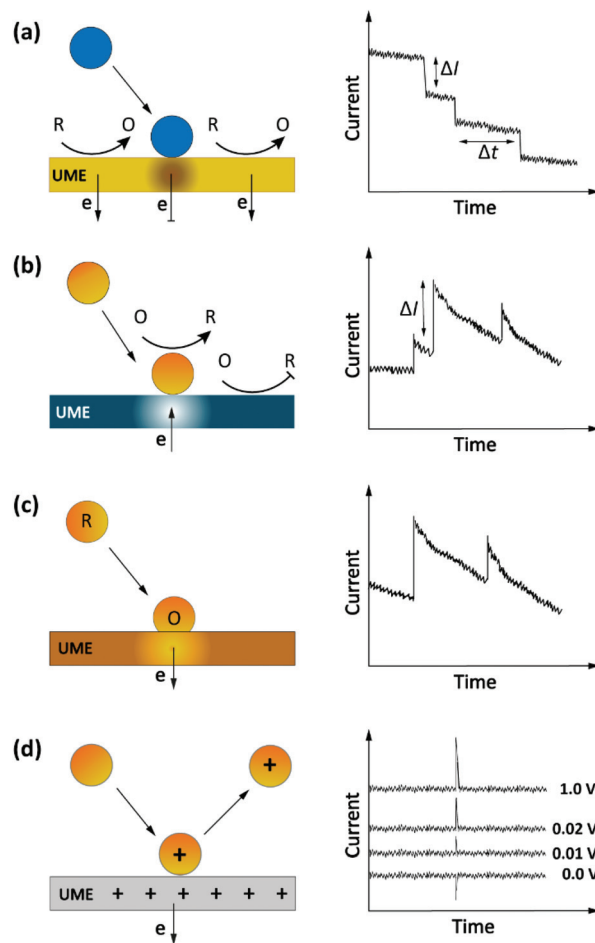 (a)
R O R O
UME
e e e
Current
ΔI
Δt
Time
(b)
O R
O R
UME
e
Current
ΔI
Time
(c)
R
O
UME
e
Current
Time
(d)
+
+
UME + + + + + +
e
Current
1.0 V
0.02 V
0.01 V
0.0 V
Time